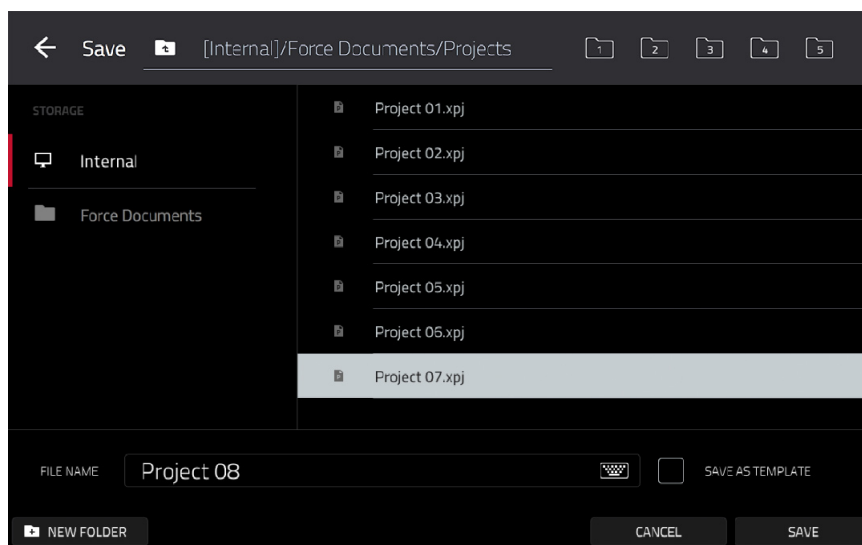 Save [Internal]/Force Documents/Projects 1 2 3 4 5
STORAGE
Internal
Force Documents
Project 01.xpj
Project 02.xpj
Project 03.xpj
Project 04.xpj
Project 05.xpj
Project 06.xpj
Project 07.xpj
FILE NAME Project 08 SAVE AS TEMPLATE
NEW FOLDER CANCEL SAVE